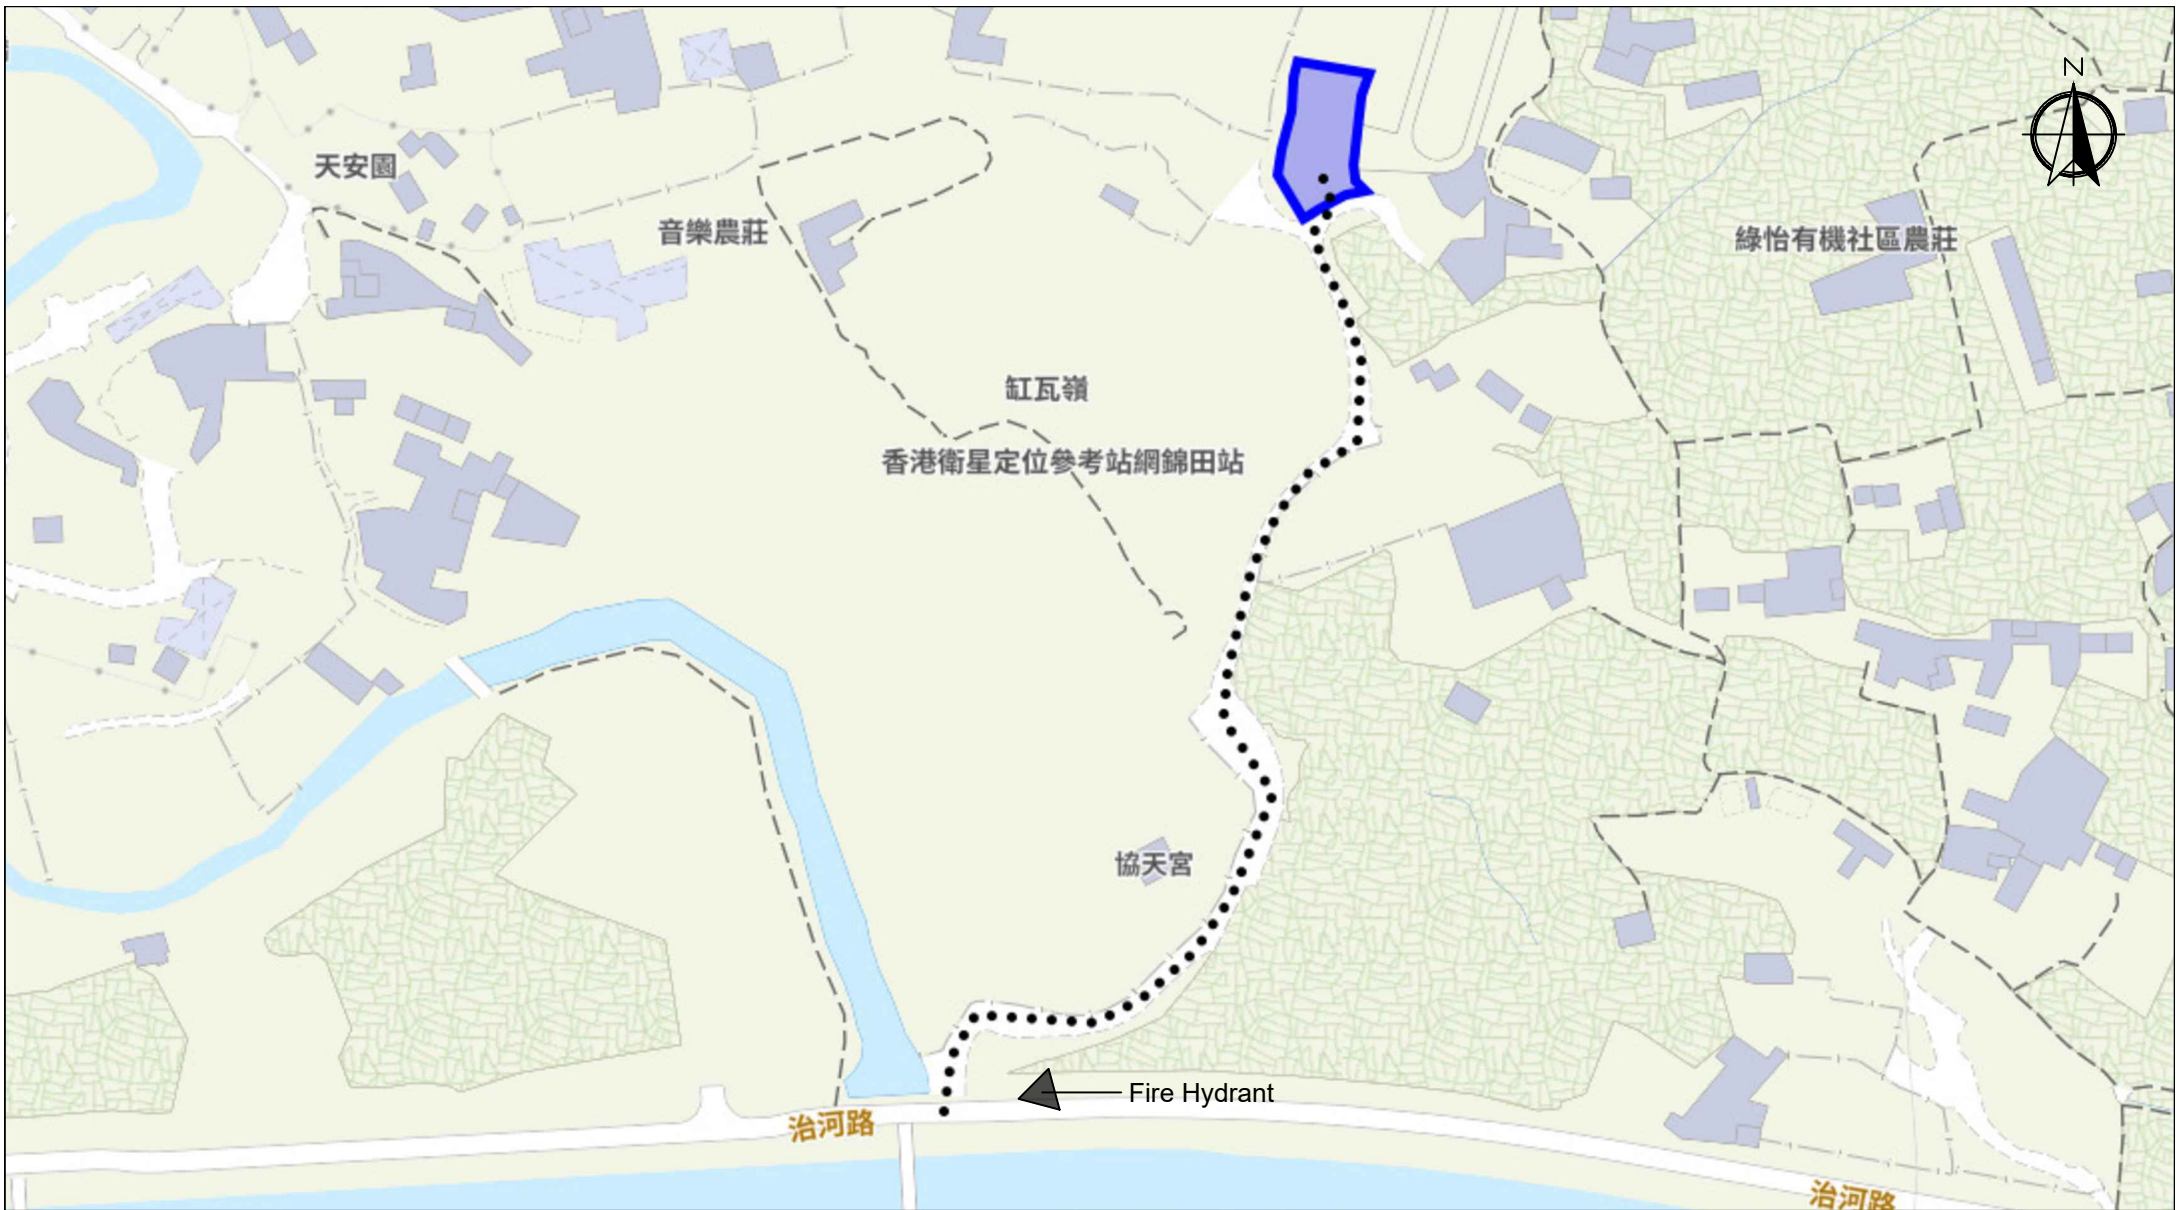 N
天安園
音樂農莊
綠怡有機社區農莊
缸瓦嶺
香港衛星定位參考站網錦田站
協天宮
Fire Hydrant
治河路
治河路